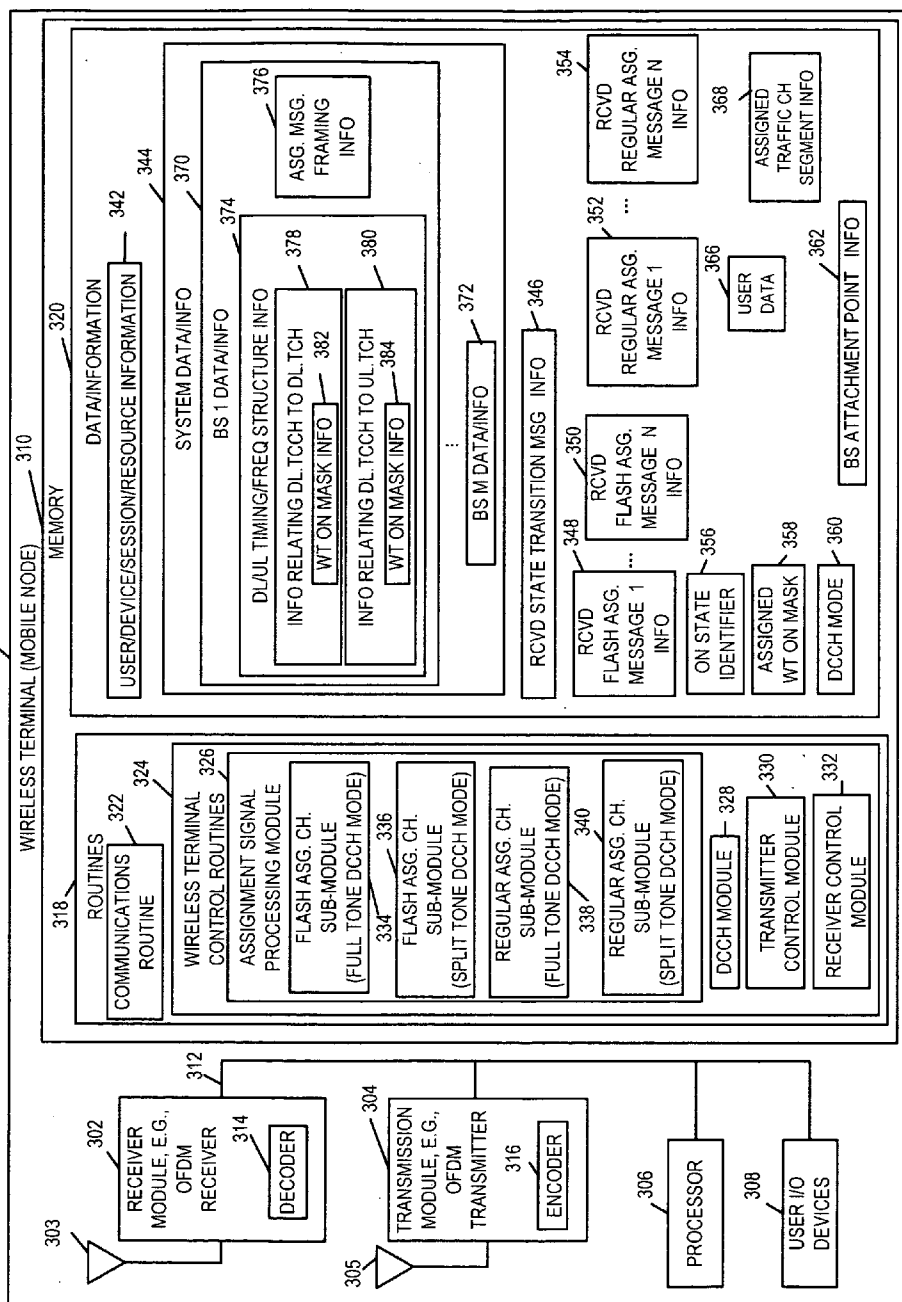 WIRELESS TERMINAL (MOBILE NODE)
310
MEMORY
303
302
RECEIVER
MODULE, E.G.,
OFDM
RECEIVER
314
DECODER
312
305
304
TRANSMISSION
MODULE, E.G.,
OFDM
TRANSMITTER
316
ENCODER
306
PROCESSOR
308
USER I/O
DEVICES
318
ROUTINES
322
COMMUNICATIONS
ROUTINE
324
WIRELESS TERMINAL
CONTROL ROUTINES
326
ASSIGNMENT SIGNAL
PROCESSING MODULE
FLASH ASG. CH.
SUB-MODULE
(FULL TONE DCCH MODE)
334
336
FLASH ASG. CH.
SUB-MODULE
(SPLIT TONE DCCH MODE)
REGULAR ASG. CH.
SUB-MODULE
(FULL TONE DCCH MODE)
338
340
REGULAR ASG. CH.
SUB-MODULE
(SPLIT TONE DCCH MODE)
328
DCCH MODULE
330
TRANSMITTER
CONTROL MODULE
332
RECEIVER CONTROL
MODULE
320
DATA/INFORMATION
342
USER/DEVICE/SESSION/RESOURCE INFORMATION
344
SYSTEM DATA/INFO
370
BS 1 DATA/INFO
374
DL/UL TIMING/FREQ STRUCTURE INFO
378
INFO RELATING DL.TCCH TO DL.TCH
382
WT ON MASK INFO
380
INFO RELATING DL.TCCH TO UL.TCH
384
WT ON MASK INFO
376
ASG. MSG.
FRAMING
INFO
⋮
372
BS M DATA/INFO
346
RCVD STATE TRANSITION MSG INFO
348
RCVD
FLASH ASG.
MESSAGE 1
INFO
...
350
RCVD
FLASH ASG.
MESSAGE N
INFO
352
RCVD
REGULAR ASG.
MESSAGE 1
INFO
...
354
RCVD
REGULAR ASG.
MESSAGE N
INFO
356
ON STATE
IDENTIFIER
358
ASSIGNED
WT ON MASK
360
DCCH MODE
362
BS ATTACHMENT POINT INFO
366
USER
DATA
368
ASSIGNED
TRAFFIC CH
SEGMENT INFO